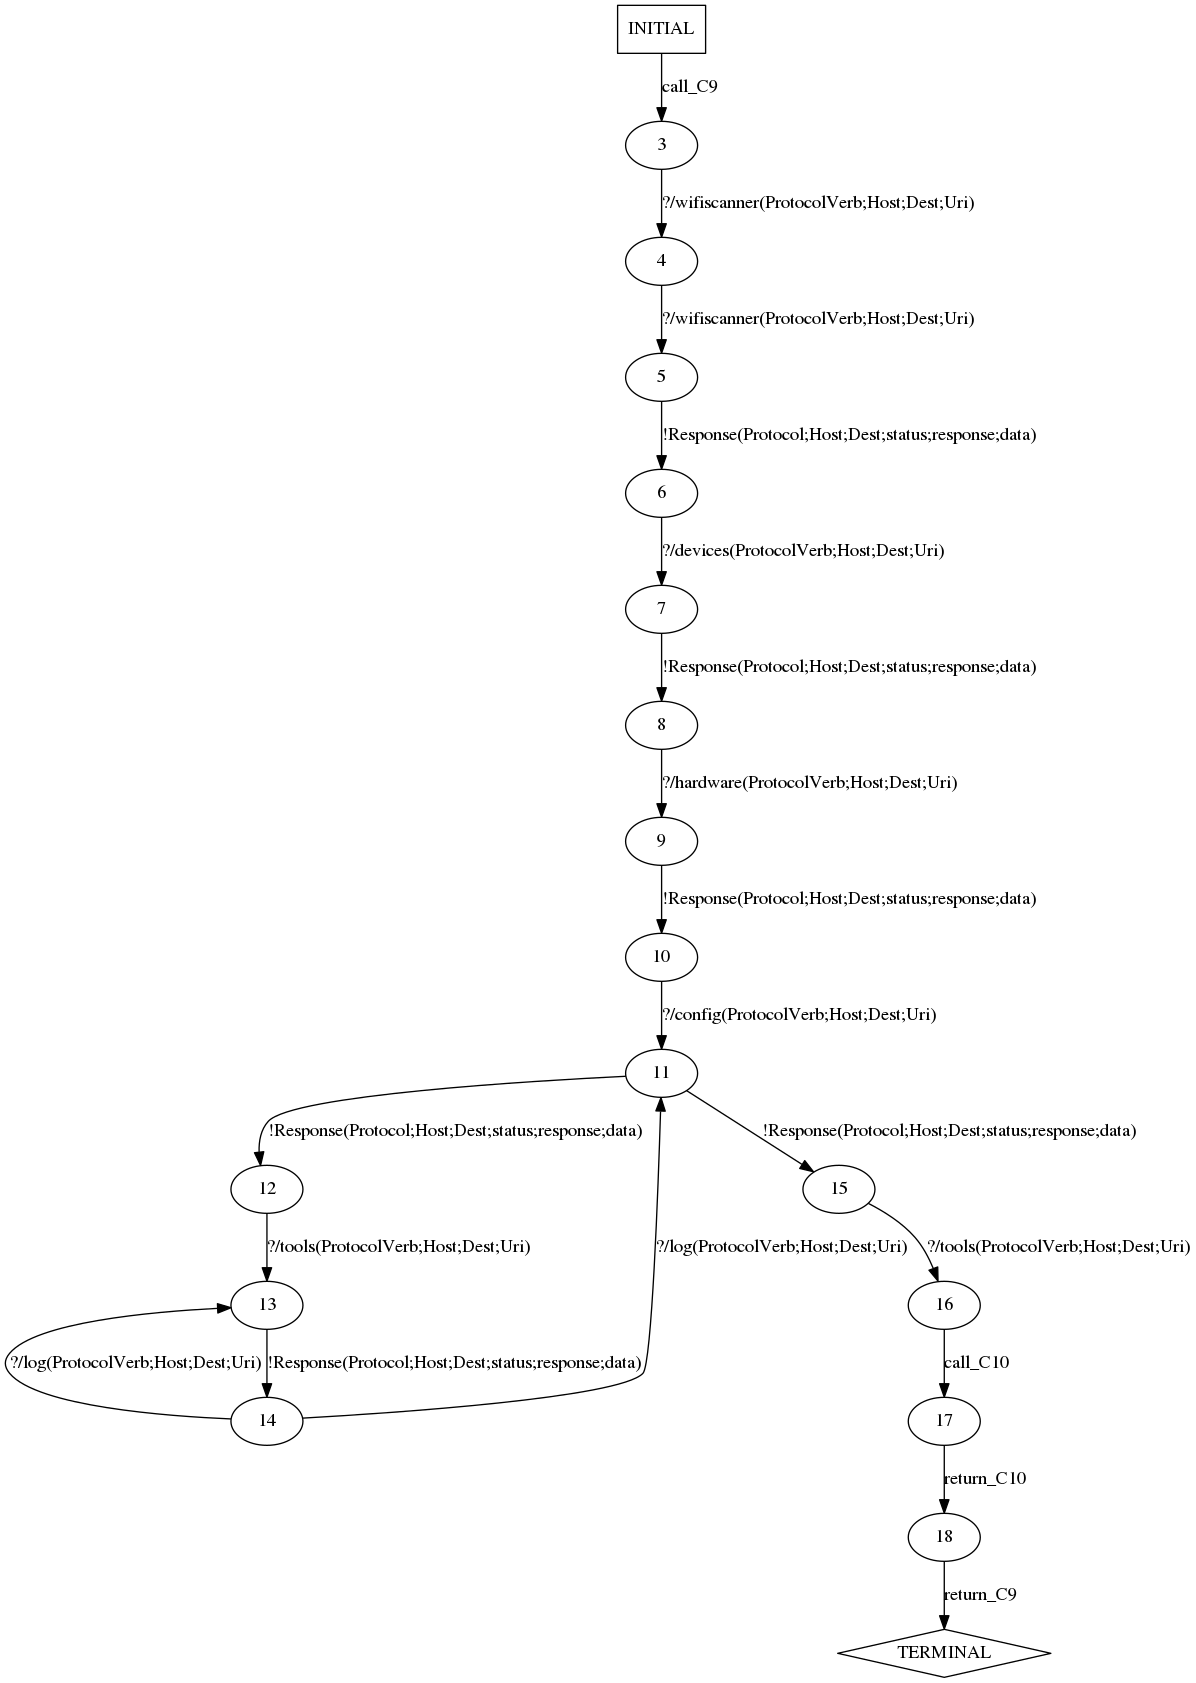 INITIAL
call_C9
3
?/wifiscanner(ProtocolVerb;Host;Dest;Uri)
4
?/wifiscanner(ProtocolVerb;Host;Dest;Uri)
5
!Response(Protocol;Host;Dest;status;response;data)
6
?/devices(ProtocolVerb;Host;Dest;Uri)
7
!Response(Protocol;Host;Dest;status;response;data)
8
?/hardware(ProtocolVerb;Host;Dest;Uri)
9
!Response(Protocol;Host;Dest;status;response;data)
10
?/config(ProtocolVerb;Host;Dest;Uri)
11
!Response(Protocol;Host;Dest;status;response;data)
!Response(Protocol;Host;Dest;status;response;data)
12
15
?/tools(ProtocolVerb;Host;Dest;Uri)
?/log(ProtocolVerb;Host;Dest;Uri)
?/tools(ProtocolVerb;Host;Dest;Uri)
13
16
?/log(ProtocolVerb;Host;Dest;Uri)
!Response(Protocol;Host;Dest;status;response;data)
call_C10
14
17
return_C10
18
return_C9
TERMINAL